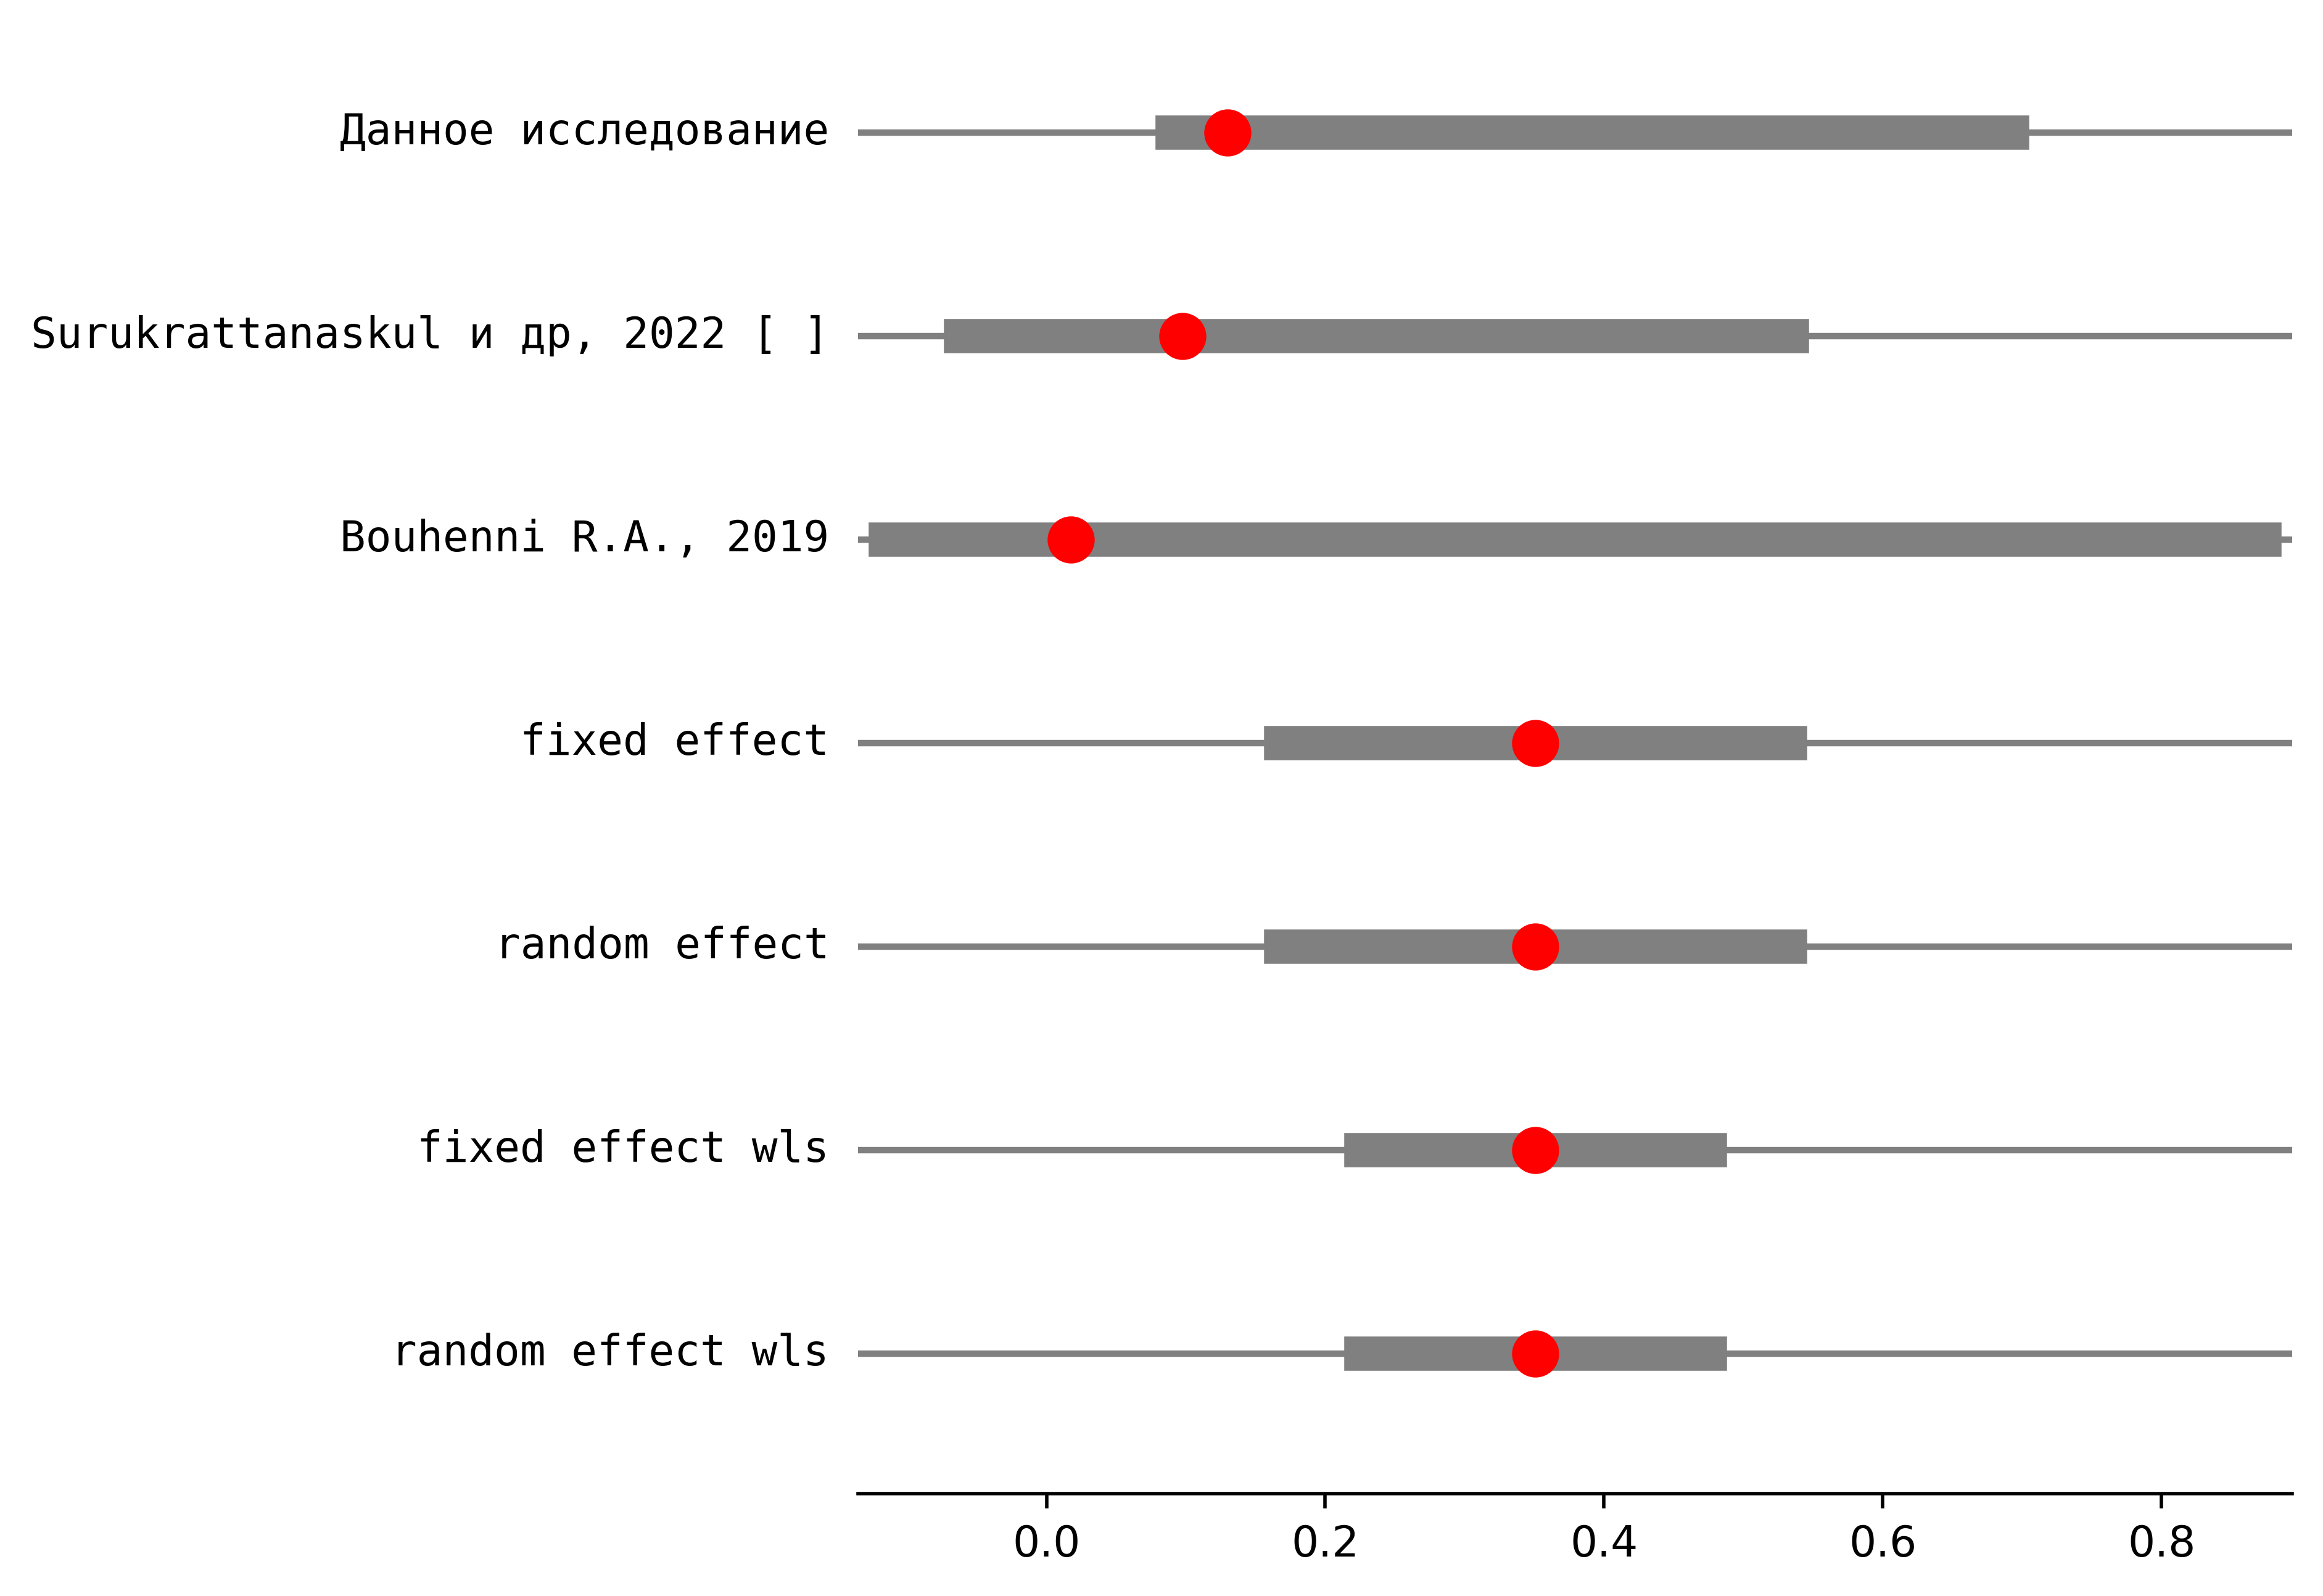 Данное исследование
Surukrattanaskul и др, 2022 [ ]
Bouhenni R.A., 2019
fixed effect
random effect
fixed effect wls
random effect wls
0.0 0.2 0.4 0.6 0.8